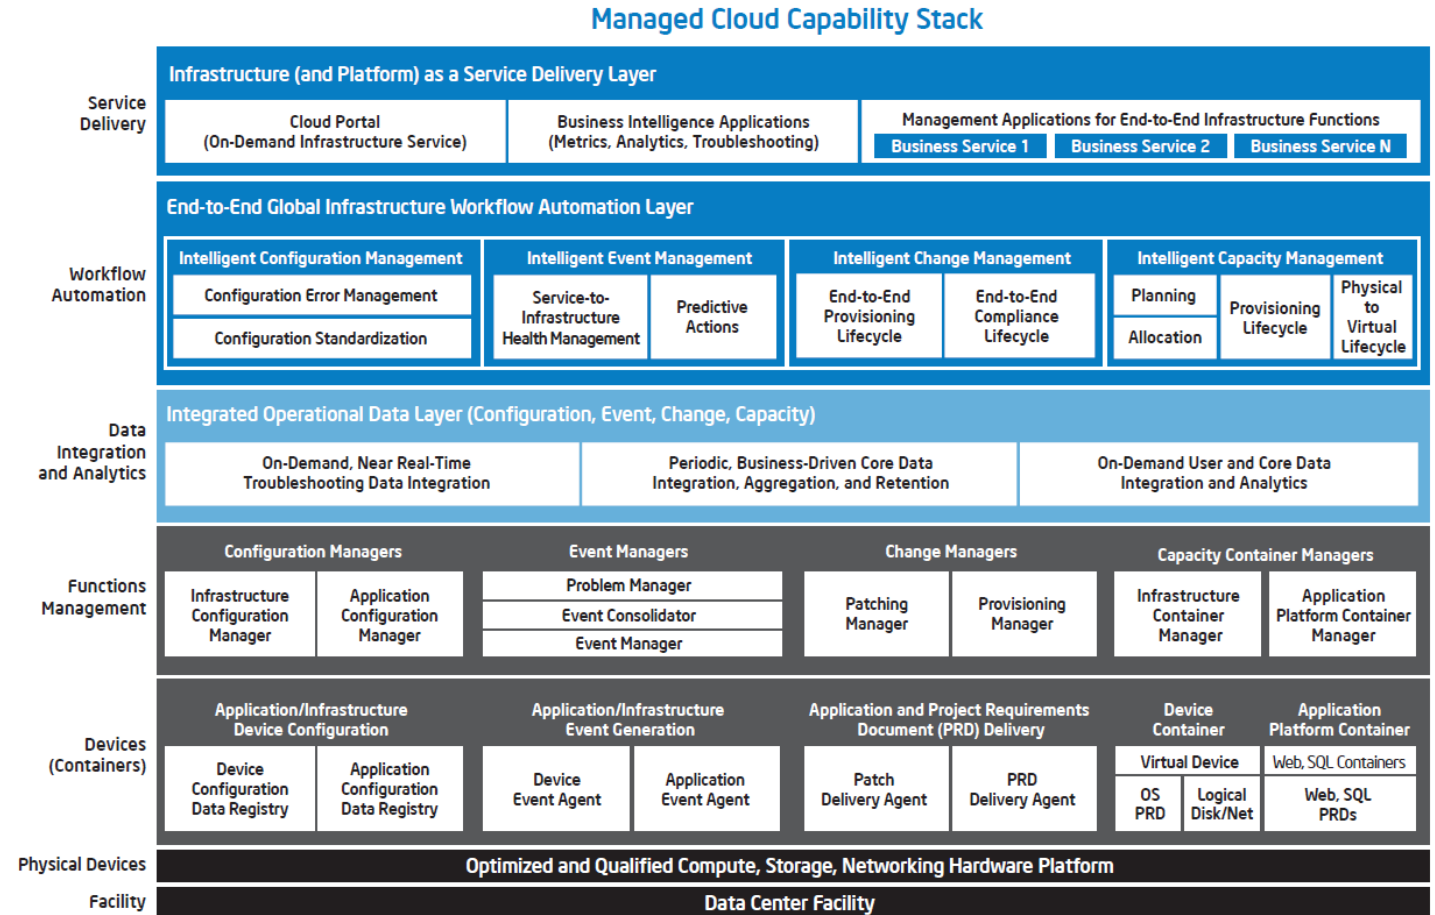 Managed Cloud Capability Stack
Service
Delivery
Infrastructure (and Platform) as a Service Delivery Layer
Cloud Portal
(On-Demand Infrastructure Service)
Business Intelligence Applications
(Metrics, Analytics, Troubleshooting)
Management Applications for End-to-End Infrastructure Functions
Business Service 1
Business Service 2
Business Service N
Workflow
Automation
End-to-End Global Infrastructure Workflow Automation Layer
Intelligent Configuration Management
Configuration Error Management
Configuration Standardization
Intelligent Event Management
Service-to-
Infrastructure
Health Management
Predictive
Actions
Intelligent Change Management
End-to-End
Provisioning
Lifecycle
End-to-End
Compliance
Lifecycle
Intelligent Capacity Management
Planning
Allocation
Provisioning
Lifecycle
Physical
to
Virtual
Lifecycle
Data
Integration
and Analytics
Integrated Operational Data Layer (Configuration, Event, Change, Capacity)
On-Demand, Near Real-Time
Troubleshooting Data Integration
Periodic, Business-Driven Core Data
Integration, Aggregation, and Retention
On-Demand User and Core Data
Integration and Analytics
Functions
Management
Configuration Managers
Infrastructure
Configuration
Manager
Application
Configuration
Manager
Event Managers
Problem Manager
Event Consolidator
Event Manager
Change Managers
Patching
Manager
Provisioning
Manager
Capacity Container Managers
Infrastructure
Container
Manager
Application
Platform Container
Manager
Devices
(Containers)
Application/Infrastructure
Device Configuration
Device
Configuration
Data Registry
Application
Configuration
Data Registry
Application/Infrastructure
Event Generation
Device
Event Agent
Application
Event Agent
Application and Project Requirements
Document (PRD) Delivery
Patch
Delivery Agent
PRD
Delivery Agent
Device
Container
Virtual Device
OS
PRD
Logical
Disk/Net
Application
Platform Container
Web, SQL Containers
Web, SQL
PRDs
Physical Devices
Optimized and Qualified Compute, Storage, Networking Hardware Platform
Facility
Data Center Facility